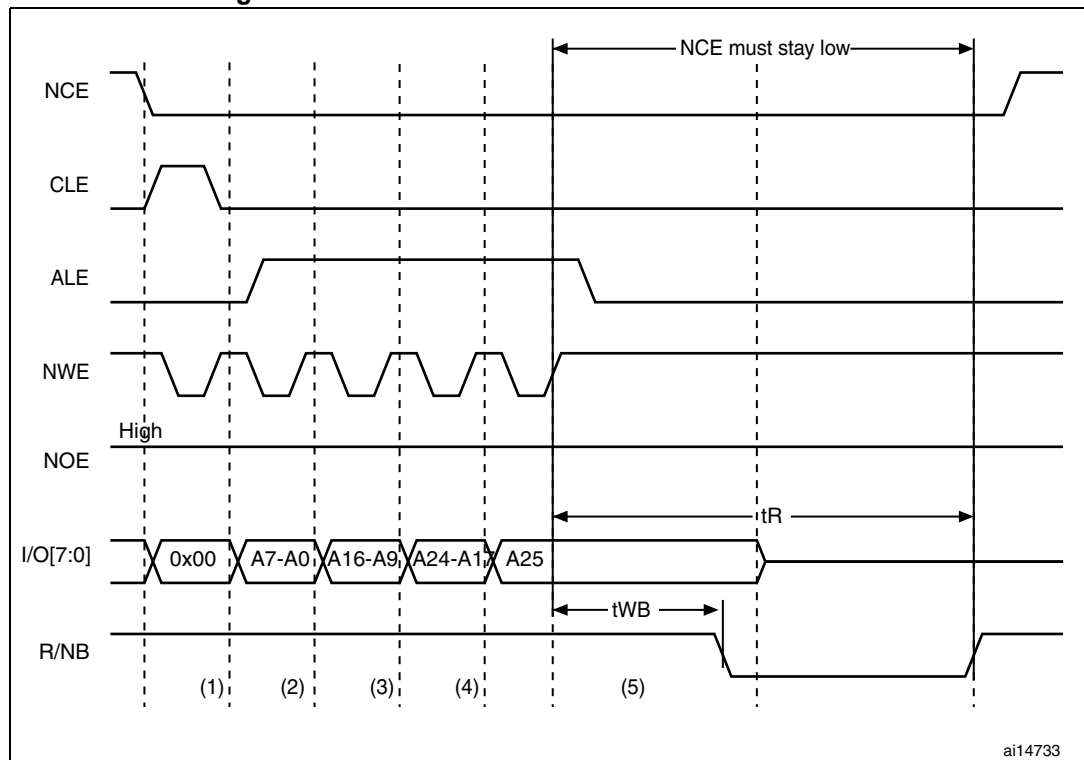 NCE must stay low
NCE
CLE
ALE
NWE
High
NOE
tR
I/O[7:0]
0x00
A7-A0
A16-A9
A24-A17
A25
tWB
R/NB
(1)
(2)
(3)
(4)
(5)
ai14733